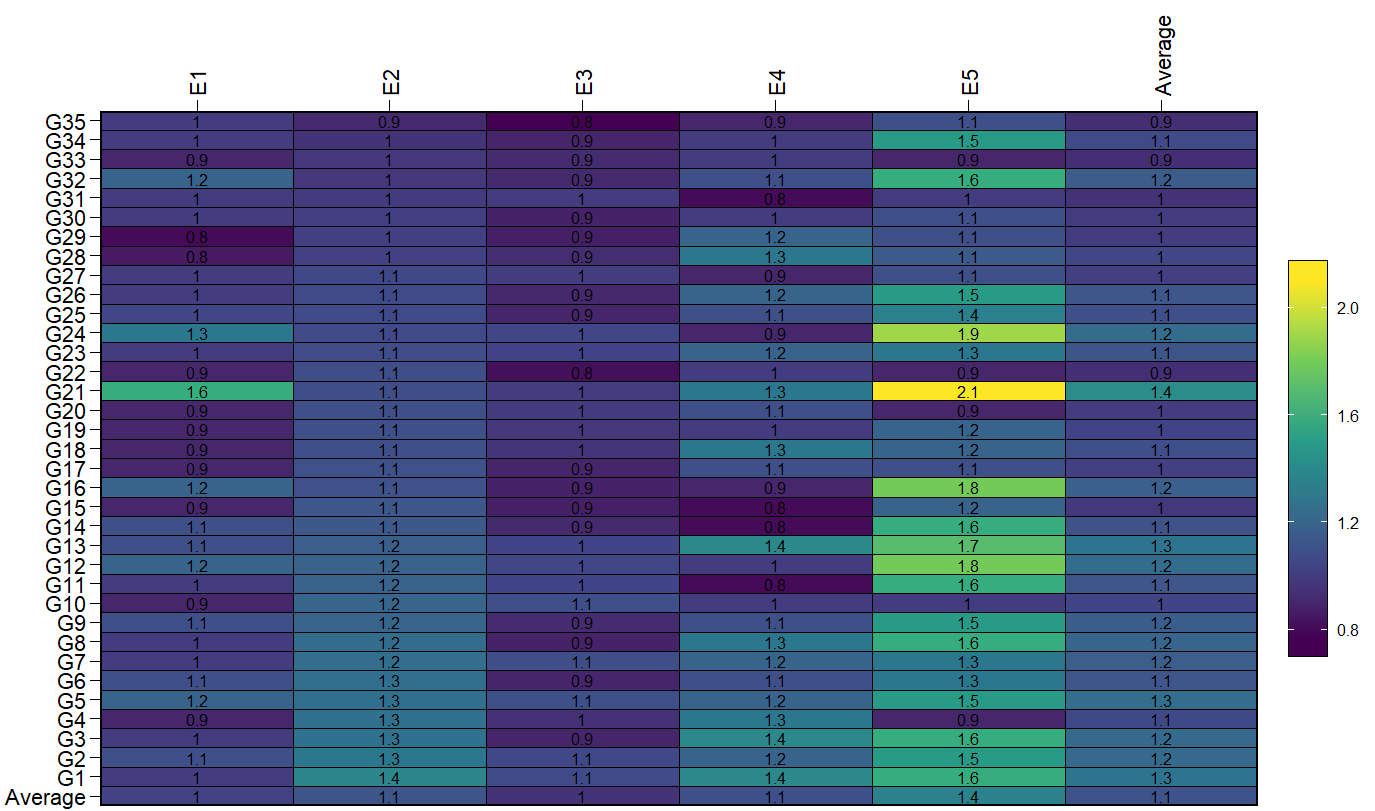 E1 E2 E3 E4 E5 Average
G35 1 0.9 0.8 0.9 1.1 0.9
G34 1 1 0.9 1 1.5 1.1
G33 0.9 1 0.9 1 0.9 0.9
G32 1.2 1 0.9 1.1 1.6 1.2
G31 1 1 1 0.8 1 1
G30 1 1 0.9 1 1.1 1
G29 0.8 1 0.9 1.2 1.1 1
G28 0.8 1 0.9 1.3 1.1 1
G27 1 1.1 1 0.9 1.1 1
G26 1 1.1 0.9 1.2 1.5 1.1
G25 1 1.1 0.9 1.1 1.4 1.1
G24 1.3 1.1 1 0.9 1.9 1.2
G23 1 1.1 1 1.2 1.3 1.1
G22 0.9 1.1 0.8 1 0.9 0.9
G21 1.6 1.1 1 1.3 2.1 1.4
G20 0.9 1.1 1 1.1 0.9 1
G19 0.9 1.1 1 1 1.2 1
G18 0.9 1.1 1 1.3 1.2 1.1
G17 0.9 1.1 0.9 1.1 1.1 1
G16 1.2 1.1 0.9 0.9 1.8 1.2
G15 0.9 1.1 0.9 0.8 1.2 1
G14 1.1 1.1 0.9 0.8 1.6 1.1
G13 1.1 1.2 1 1.4 1.7 1.3
G12 1.2 1.2 1 1 1.8 1.2
G11 1 1.2 1 0.8 1.6 1.1
G10 0.9 1.2 1.1 1 1 1
G9 1.1 1.2 0.9 1.1 1.5 1.2
G8 1 1.2 0.9 1.3 1.6 1.2
G7 1 1.2 1.1 1.2 1.3 1.2
G6 1.1 1.3 0.9 1.1 1.3 1.1
G5 1.2 1.3 1.1 1.2 1.5 1.3
G4 0.9 1.3 1 1.3 0.9 1.1
G3 1 1.3 0.9 1.4 1.6 1.2
G2 1.1 1.3 1.1 1.2 1.5 1.2
G1 1 1.4 1.1 1.4 1.6 1.3
Average 1 1.1 1 1.1 1.4 1.1
2.0
1.6
1.2
0.8